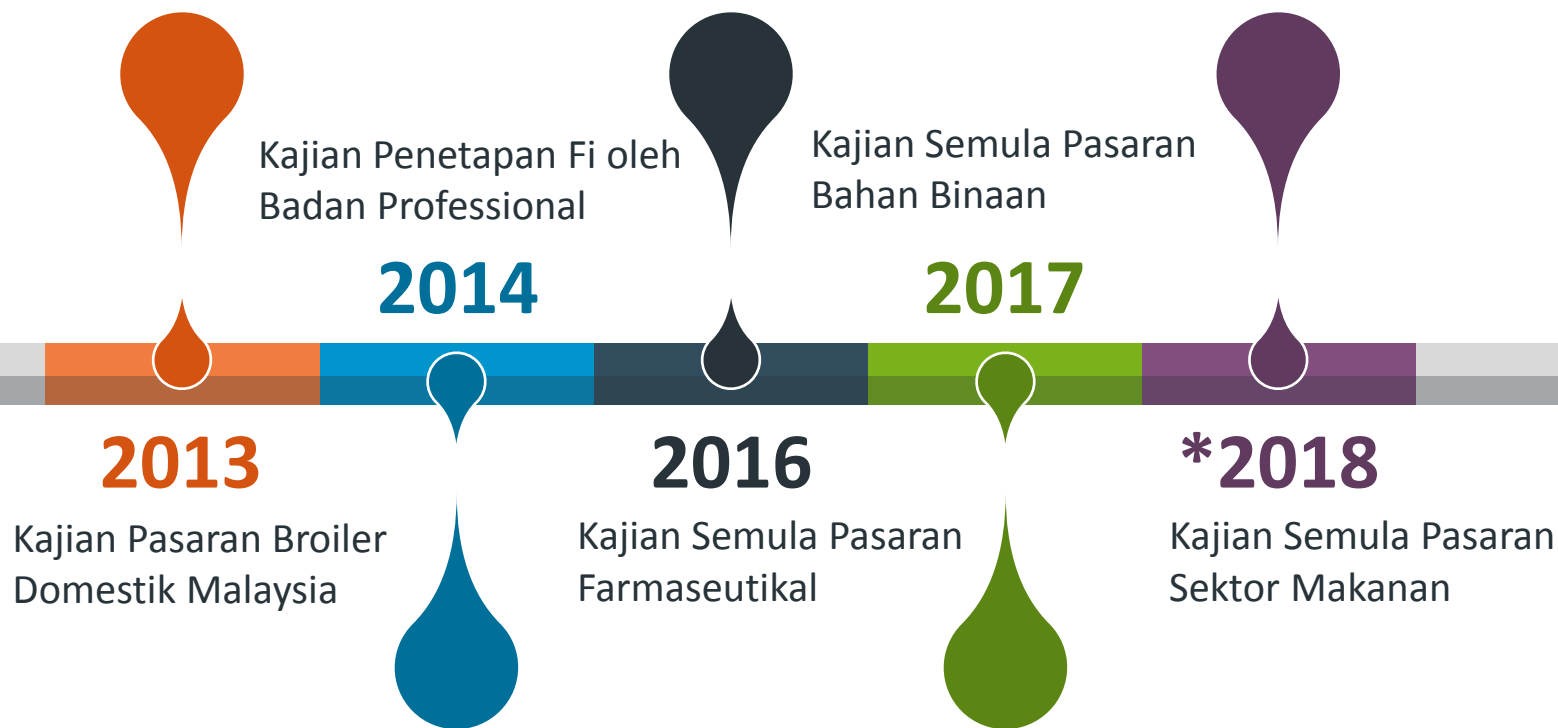 2013
Kajian Pasaran Broiler
Domestik Malaysia
Kajian Penetapan Fi oleh
Badan Professional
2014
2016
Kajian Semula Pasaran
Farmaseutikal
Kajian Semula Pasaran
Bahan Binaan
2017
*2018
Kajian Semula Pasaran
Sektor Makanan